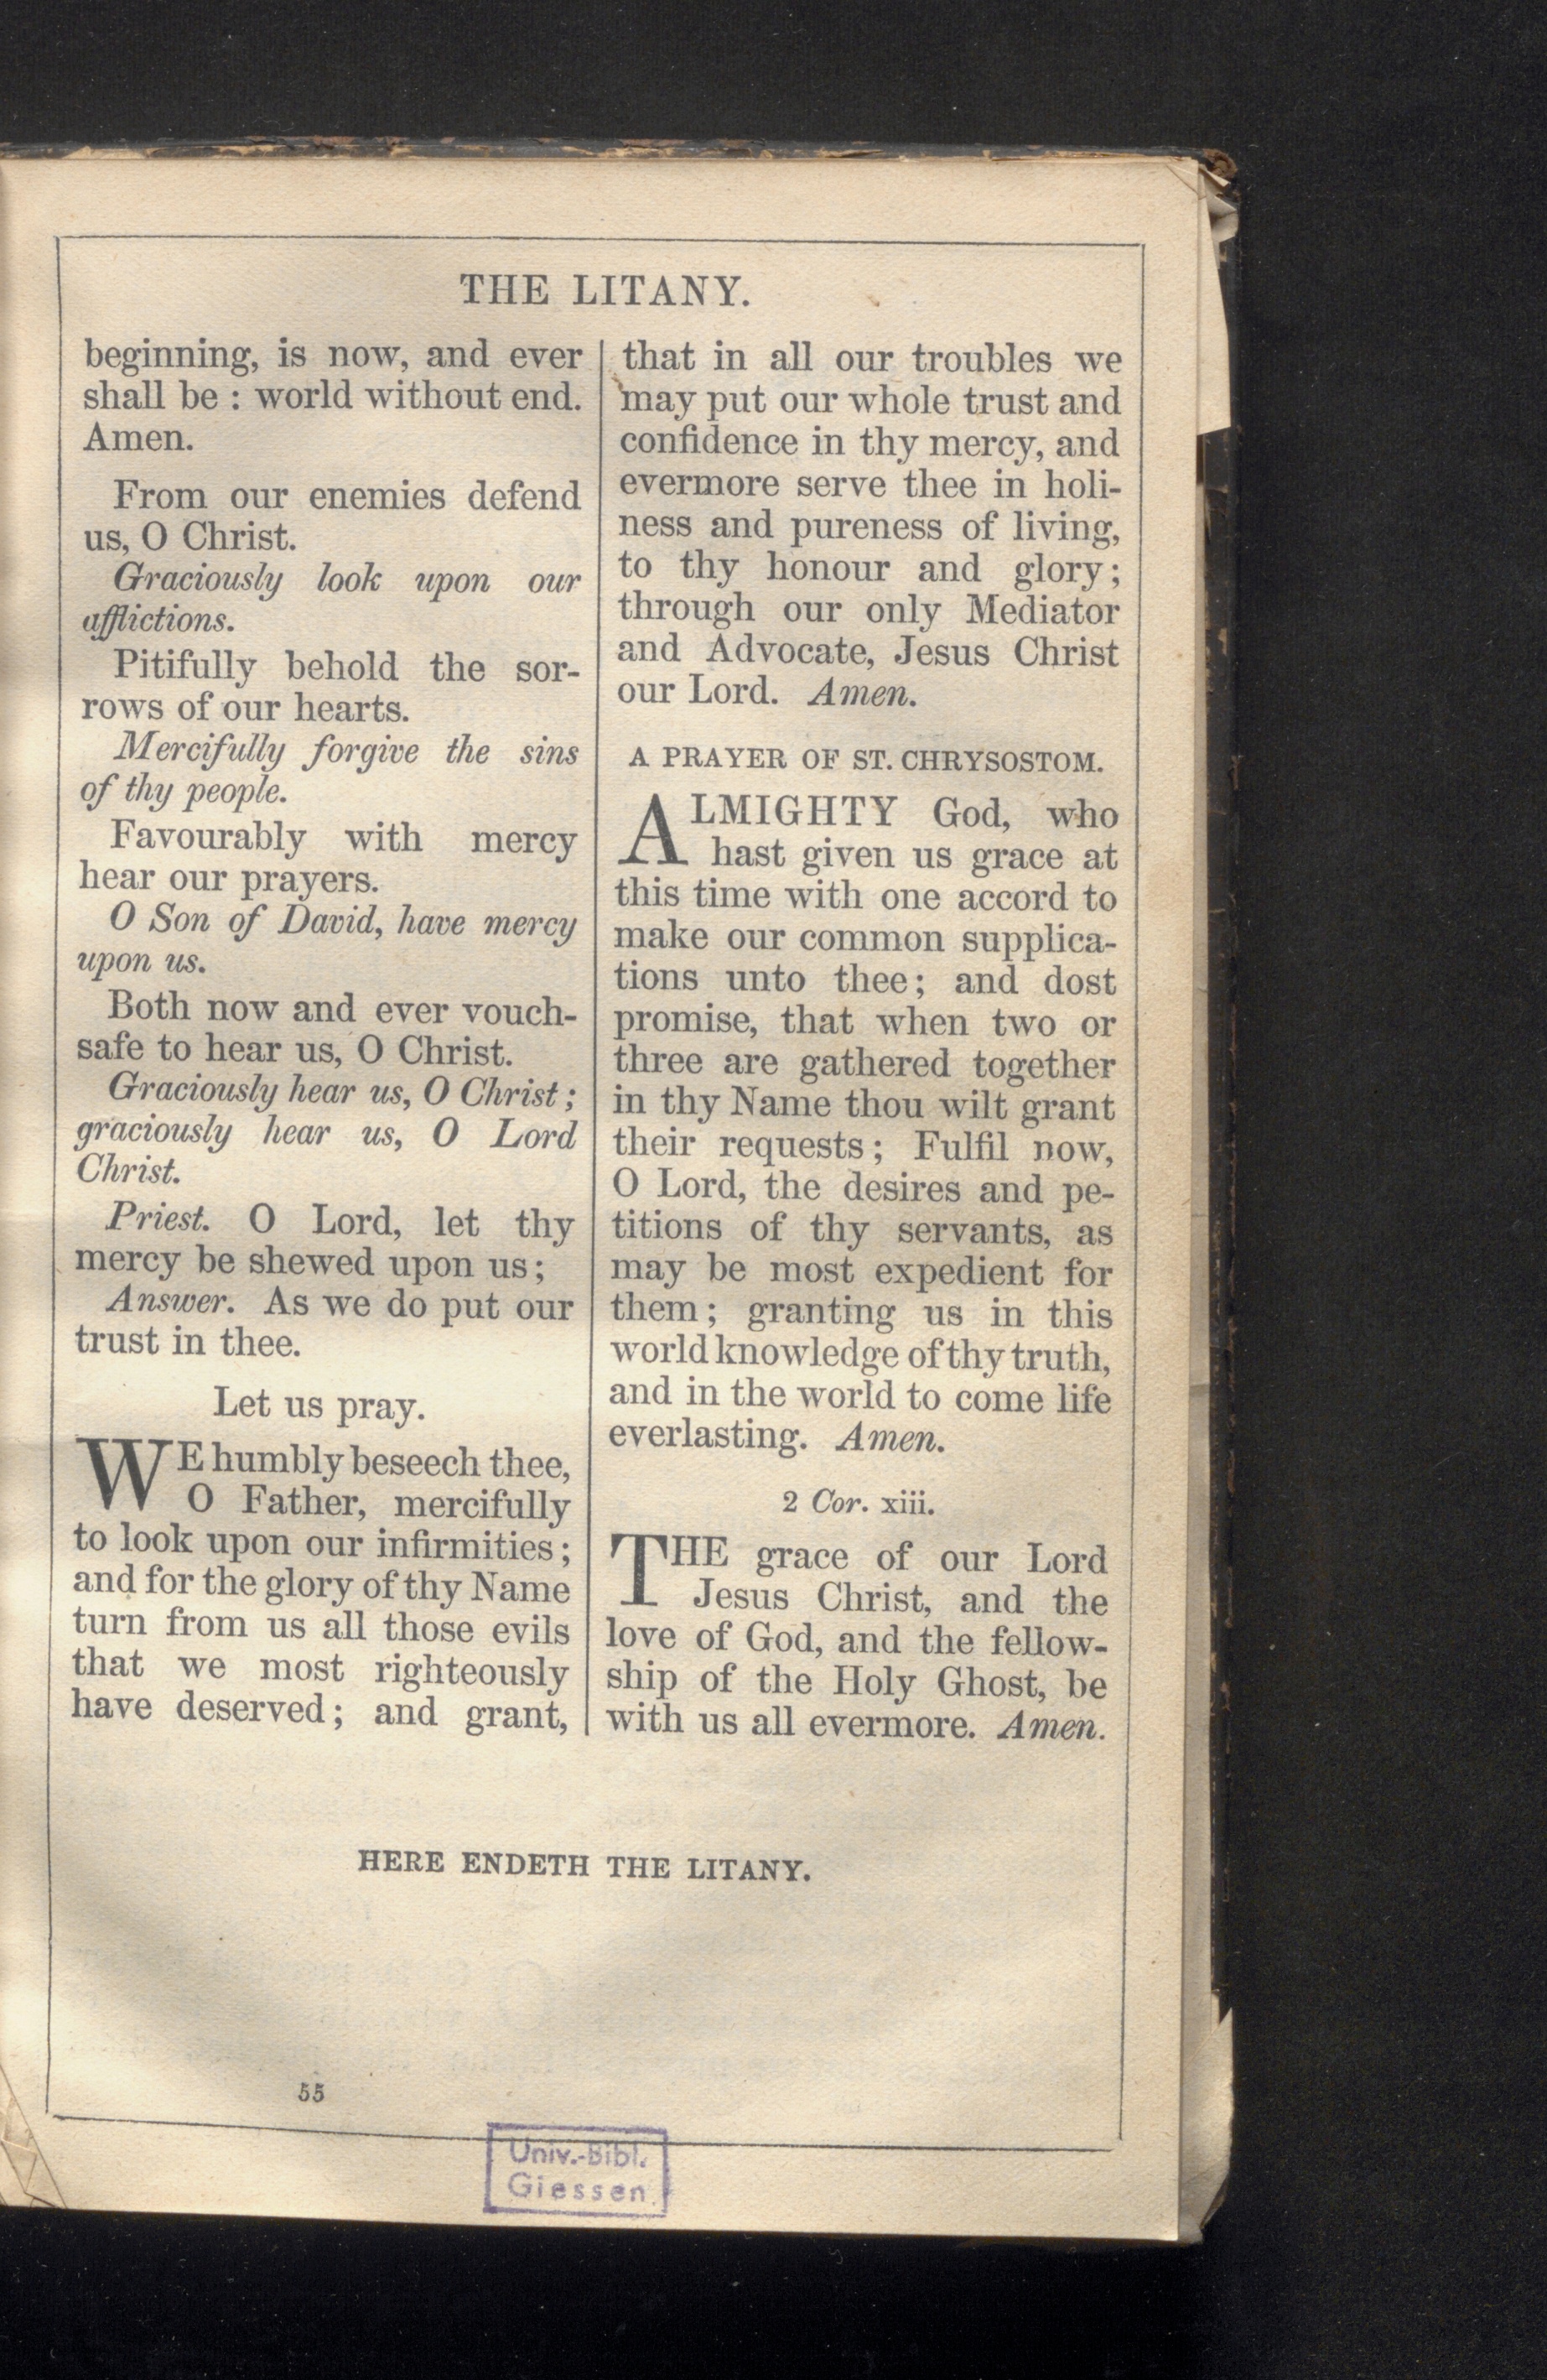 THE LITANY.
beginning, is now, and ever
shall be : world without end.
Amen.
From our enemies defend
us, O Christ.
Graciously look upon our
afflictions.
Pitifully behold the sor-
rows of our hearts.
Mercifully forgive the sins
of thy people.
Favourably with mercy
hear our prayers.
O Son of David, have mercy
upon us.
Both now and ever vouch-
safe to hear us, O Christ.
Graciously hear us, O Christ ;
graciously hear us, O Lord
Christ.
Priest. O Lord, let thy
mercy be shewed upon us ;
Answer. As we do put our
trust in thee.
Let us pray.
WE humbly beseech thee,
O Father, mercifully
to look upon our infirmities ;
and for the glory of thy Name
turn from us all those evils
that we most righteously
have deserved ; and grant,
that in all our troubles we
may put our whole trust and
confidence in thy mercy, and
evermore serve thee in holi-
ness and pureness of living,
to thy honour and glory ;
through our only Mediator
and Advocate, Jesus Christ
our Lord. Amen.
A PRAYER OF ST. CHRYSOSTOM.
ALMIGHTY God, who
hast given us grace at
this time with one accord to
make our common supplica-
tions unto thee ; and dost
promise, that when two or
three are gathered together
in thy Name thou wilt grant
their requests ; Fulfil now,
O Lord, the desires and pe-
titions of thy servants, as
may be most expedient for
them ; granting us in this
world knowledge of thy truth,
and in the world to come life
everlasting. Amen.
2 Cor. xiii.
THE grace of our Lord
Jesus Christ, and the
love of God, and the fellow-
ship of the Holy Ghost, be
with us all evermore. Amen.
HERE ENDETH THE LITANY.
55
Univ.-Bibl.
Giessen